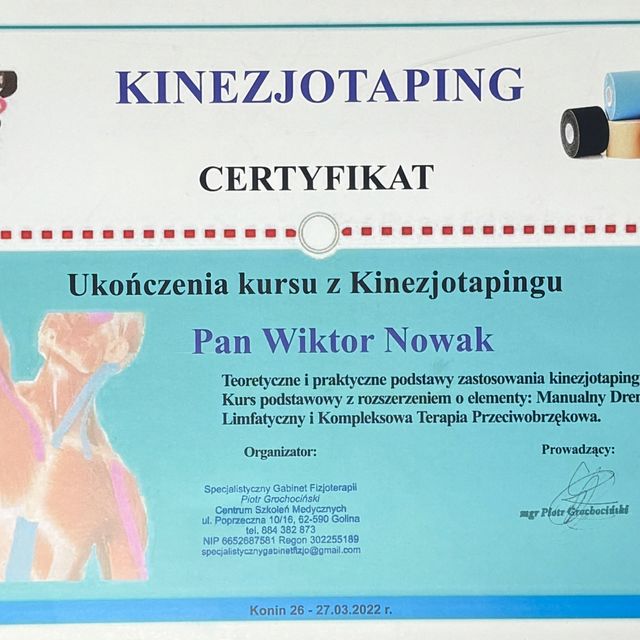 KINEZJOTAPING
CERTYFIKAT
Ukończenia kursu z Kinezjotapingu
Pan Wiktor Nowak
Teoretyczne i praktyczne podstawy zastosowania kinezjotaping
Kurs podstawowy z rozszerzeniem o elementy: Manualny Dren
Limfatyczny i Kompleksowa Terapia Przeciwobrzękowa.
Organizator:
Prowadzący:
Specjalistyczny Gabinet Fizjoterapii
Piotr Grochociński
Centrum Szkoleń Medycznych
ul. Poprzeczna 10/16, 62-590 Golina
tel. 884 382 873
NIP 6652687581 Regon 302255189
specjalistycznygabinetfizjo@gmail.com
mgr Piotr Grochociński
Konin 26 - 27.03.2022 r.